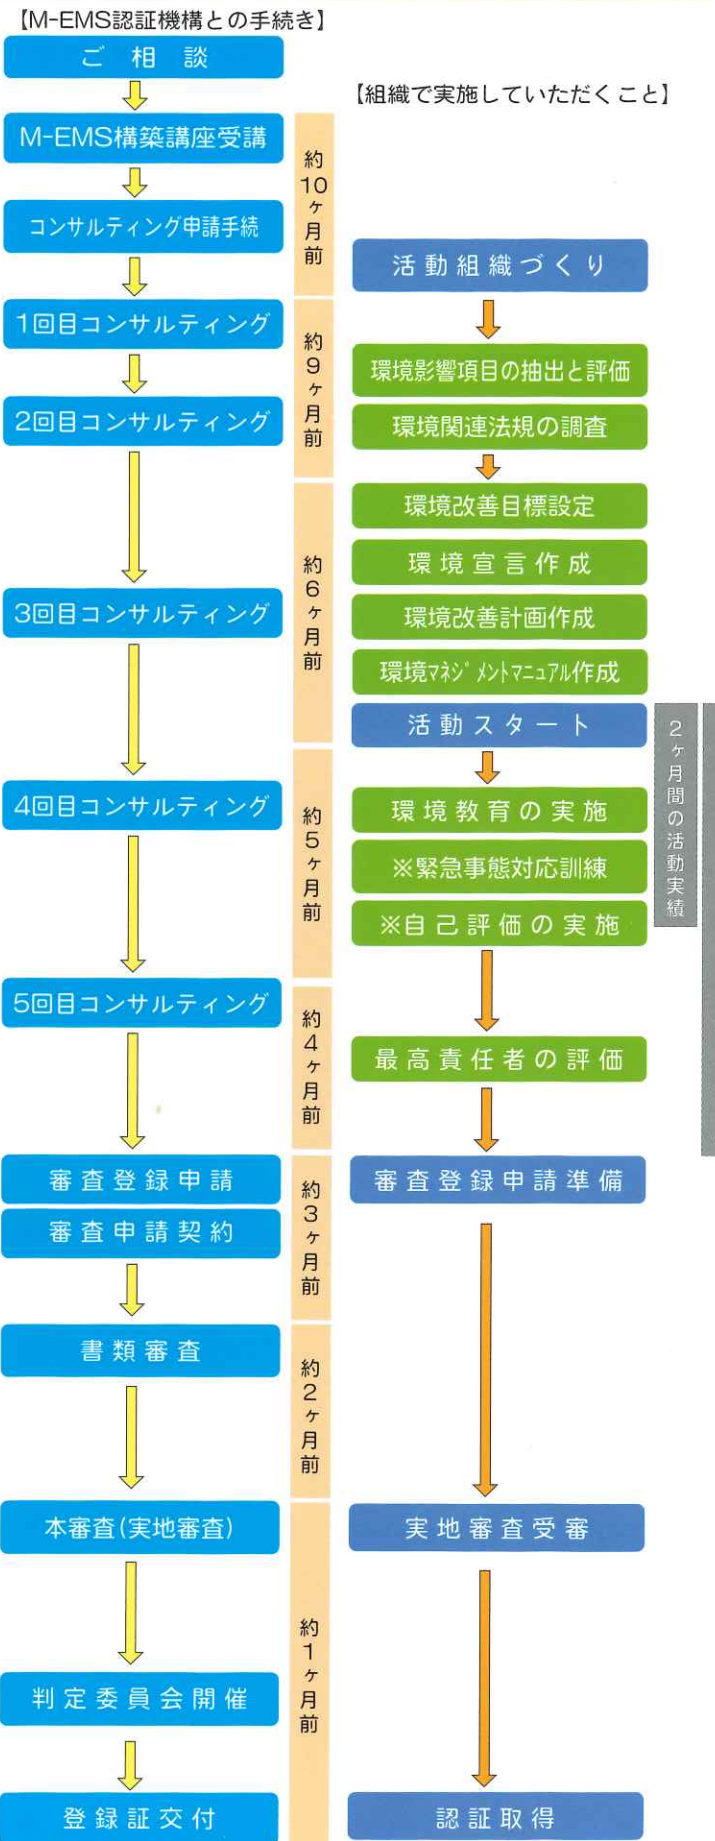 【M-EMS認証機構との手続き】
ご相談
M-EMS構築講座受講
コンサルティング申請手続
1回目コンサルティング
2回目コンサルティング
3回目コンサルティング
4回目コンサルティング
5回目コンサルティング
審査登録申請
審査申請契約
書類審査
本審査(実地審査)
判定委員会開催
登録証交付
約10ヶ月前
約9ヶ月前
約6ヶ月前
約5ヶ月前
約4ヶ月前
約3ヶ月前
約2ヶ月前
約1ヶ月前
【組織で実施していただくこと】
活動組織づくり
環境影響項目の抽出と評価
環境関連法規の調査
環境改善目標設定
環境宣言作成
環境改善計画作成
環境ﾏﾈｼﾞﾒﾝﾄﾏﾆｭｱﾙ作成
活動スタート
環境教育の実施
※緊急事態対応訓練
※自己評価の実施
最高責任者の評価
審査登録申請準備
実地審査受審
認証取得
2ヶ月間の活動実績